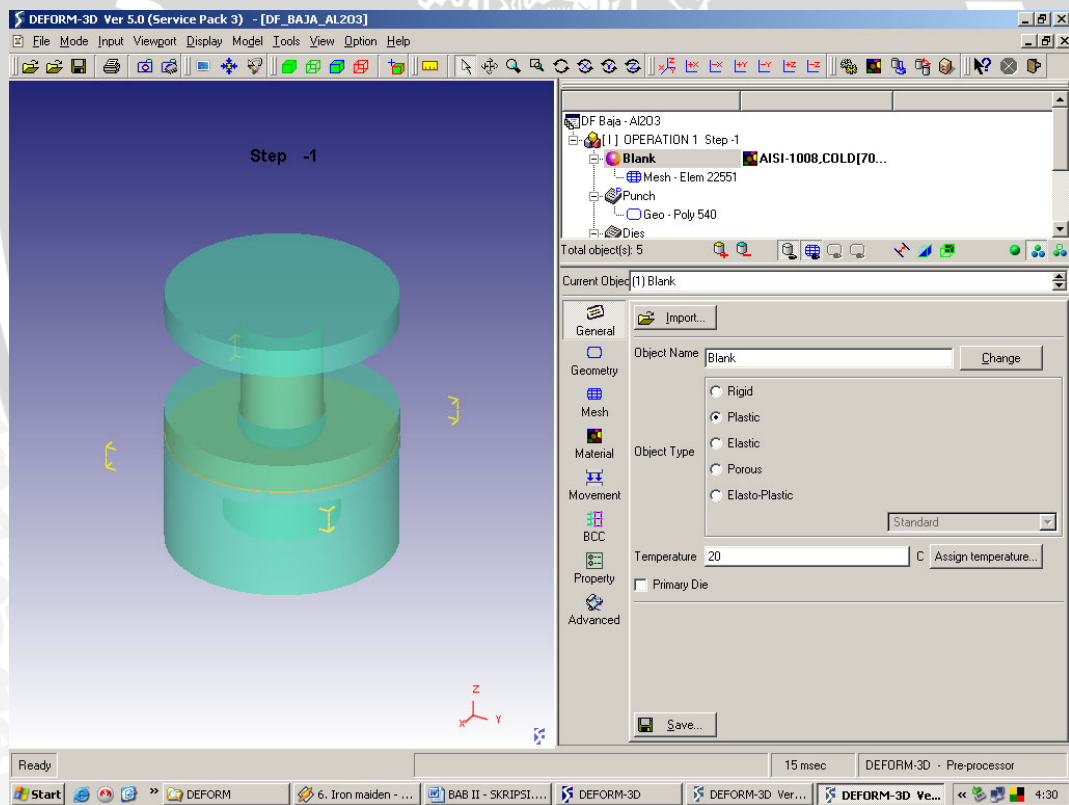 DEFORM-3D Ver 5.0 (Service Pack 3) - [DF_BAJA_AL2O3]
File Mode Input Viewport Display Model Tools View Option Help
Step -1
DF Baja - Al2O3
[1] OPERATION 1 Step -1
Blank AISI-1008,COLD[70...
Mesh - Elem 22551
Punch
Geo - Poly 540
Dies
Total object(s): 5
Current Objec (1) Blank
General
Import...
Object Name Blank Change
Geometry
Mesh
Material
Movement
BCC
Property
Advanced
Object Type
Rigid
Plastic
Elastic
Porous
Elasto-Plastic
Standard
Temperature 20 C Assign temperature...
Primary Die
Save...
Z
X Y
Ready 15 msec DEFORM-3D - Pre-processor
Start » DEFORM 6. Iron maiden - ... BAB II - SKRIPSI.... DEFORM-3D DEFORM-3D Ver... DEFORM-3D Ve... « 4:30